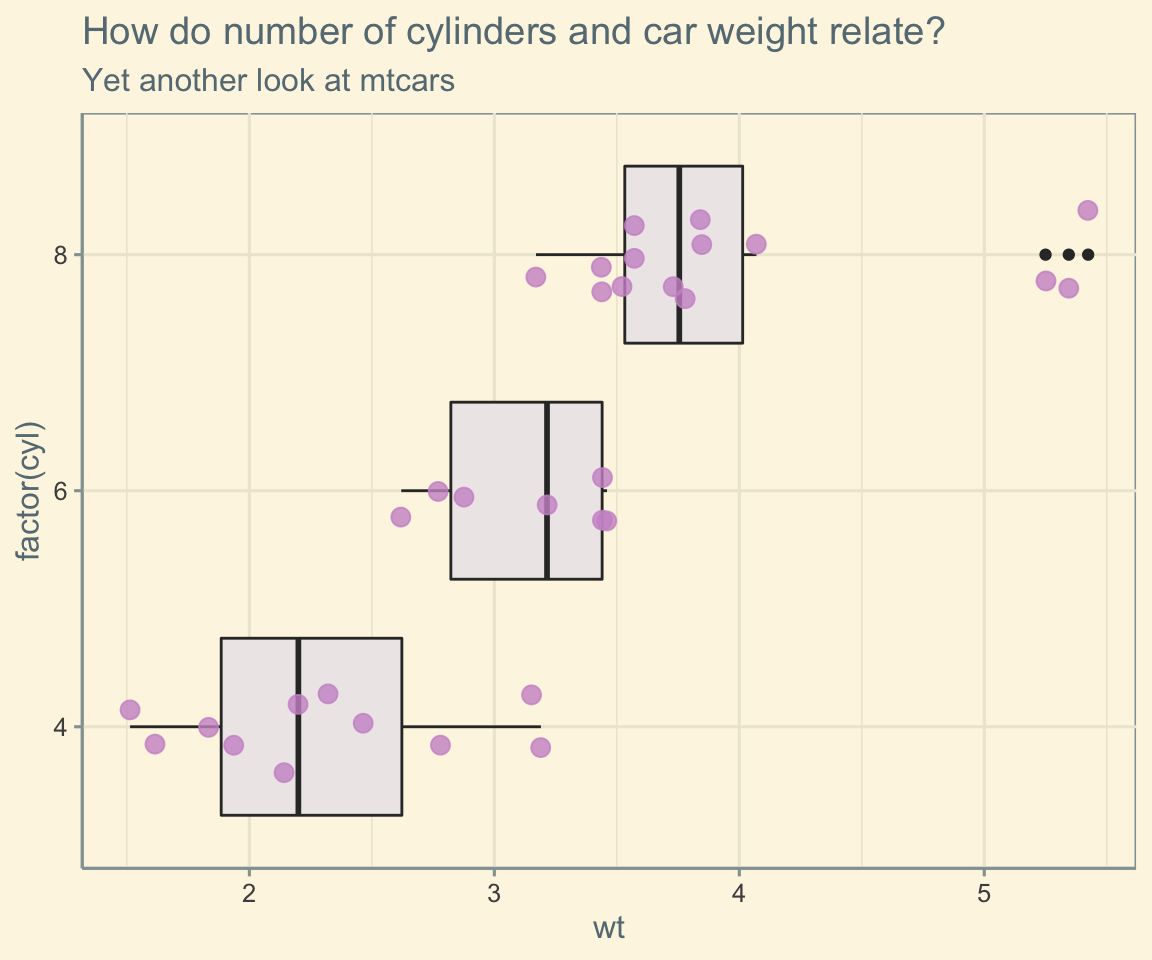 How do number of cylinders and car weight relate?
Yet another look at mtcars
factor(cyl)
8
6
4
2 3 4 5
wt